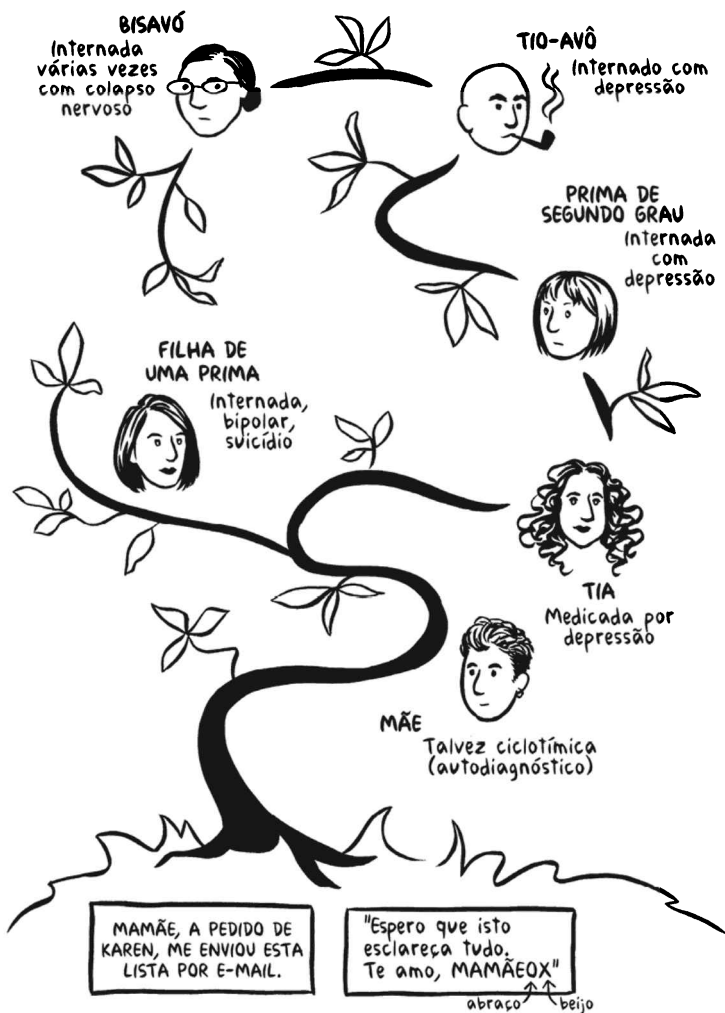 BISAVÓ
Internada
várias vezes
com colapso
nervoso
TIO-AVÔ
Internado com
depressão
PRIMA DE
SEGUNDO GRAU
Internada
com
depressão
FILHA DE
UMA PRIMA
Internada,
bipolar,
suicídio
TIA
Medicada por
depressão
MÃE
Talvez ciclotímica
(autodiagnóstico)
MAMÃE, A PEDIDO DE
KAREN, ME ENVIOU ESTA
LISTA POR E-MAIL.
"Espero que isto
esclareça tudo.
Te amo, MAMÃEOX"
abraço beijo